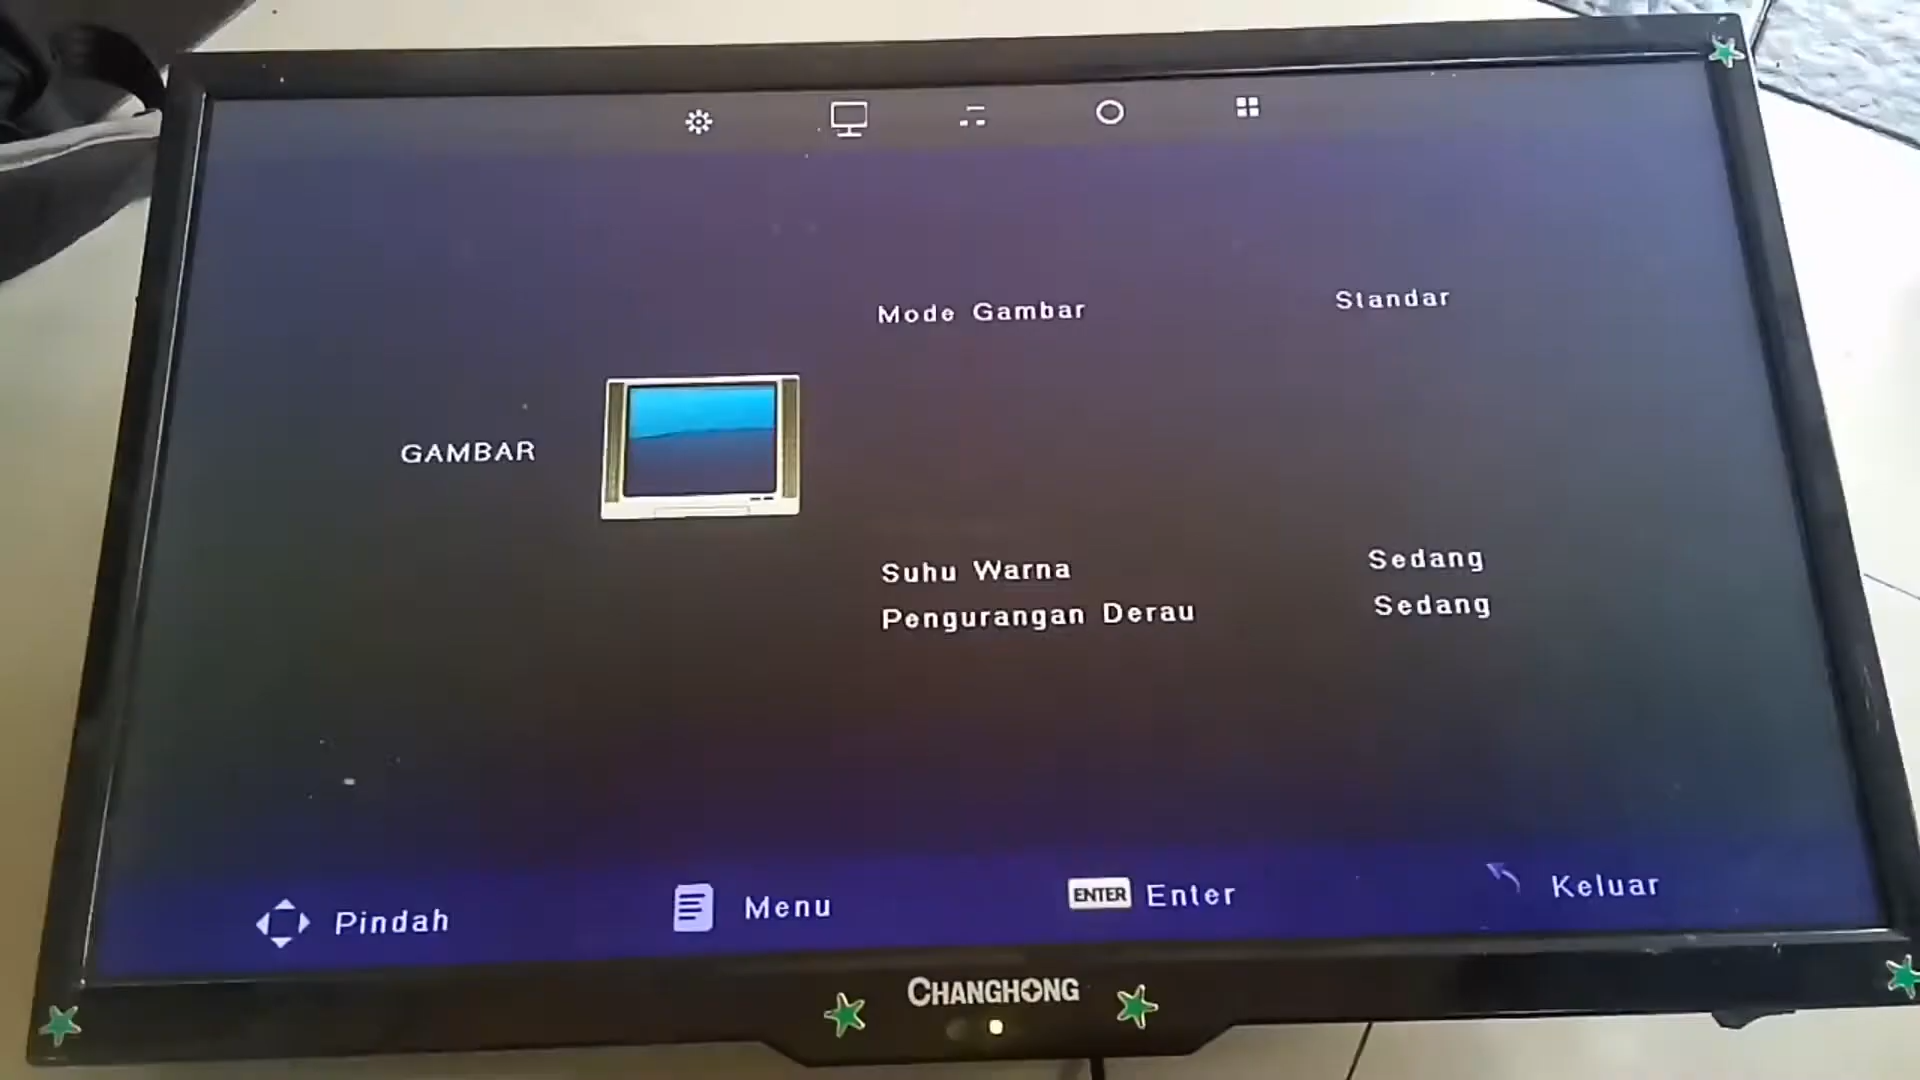 Mode Gambar Standar
GAMBAR
Suhu Warna Sedang
Pengurangan Derau Sedang
Pindah Menu ENTER Enter Keluar
CHANGHONG